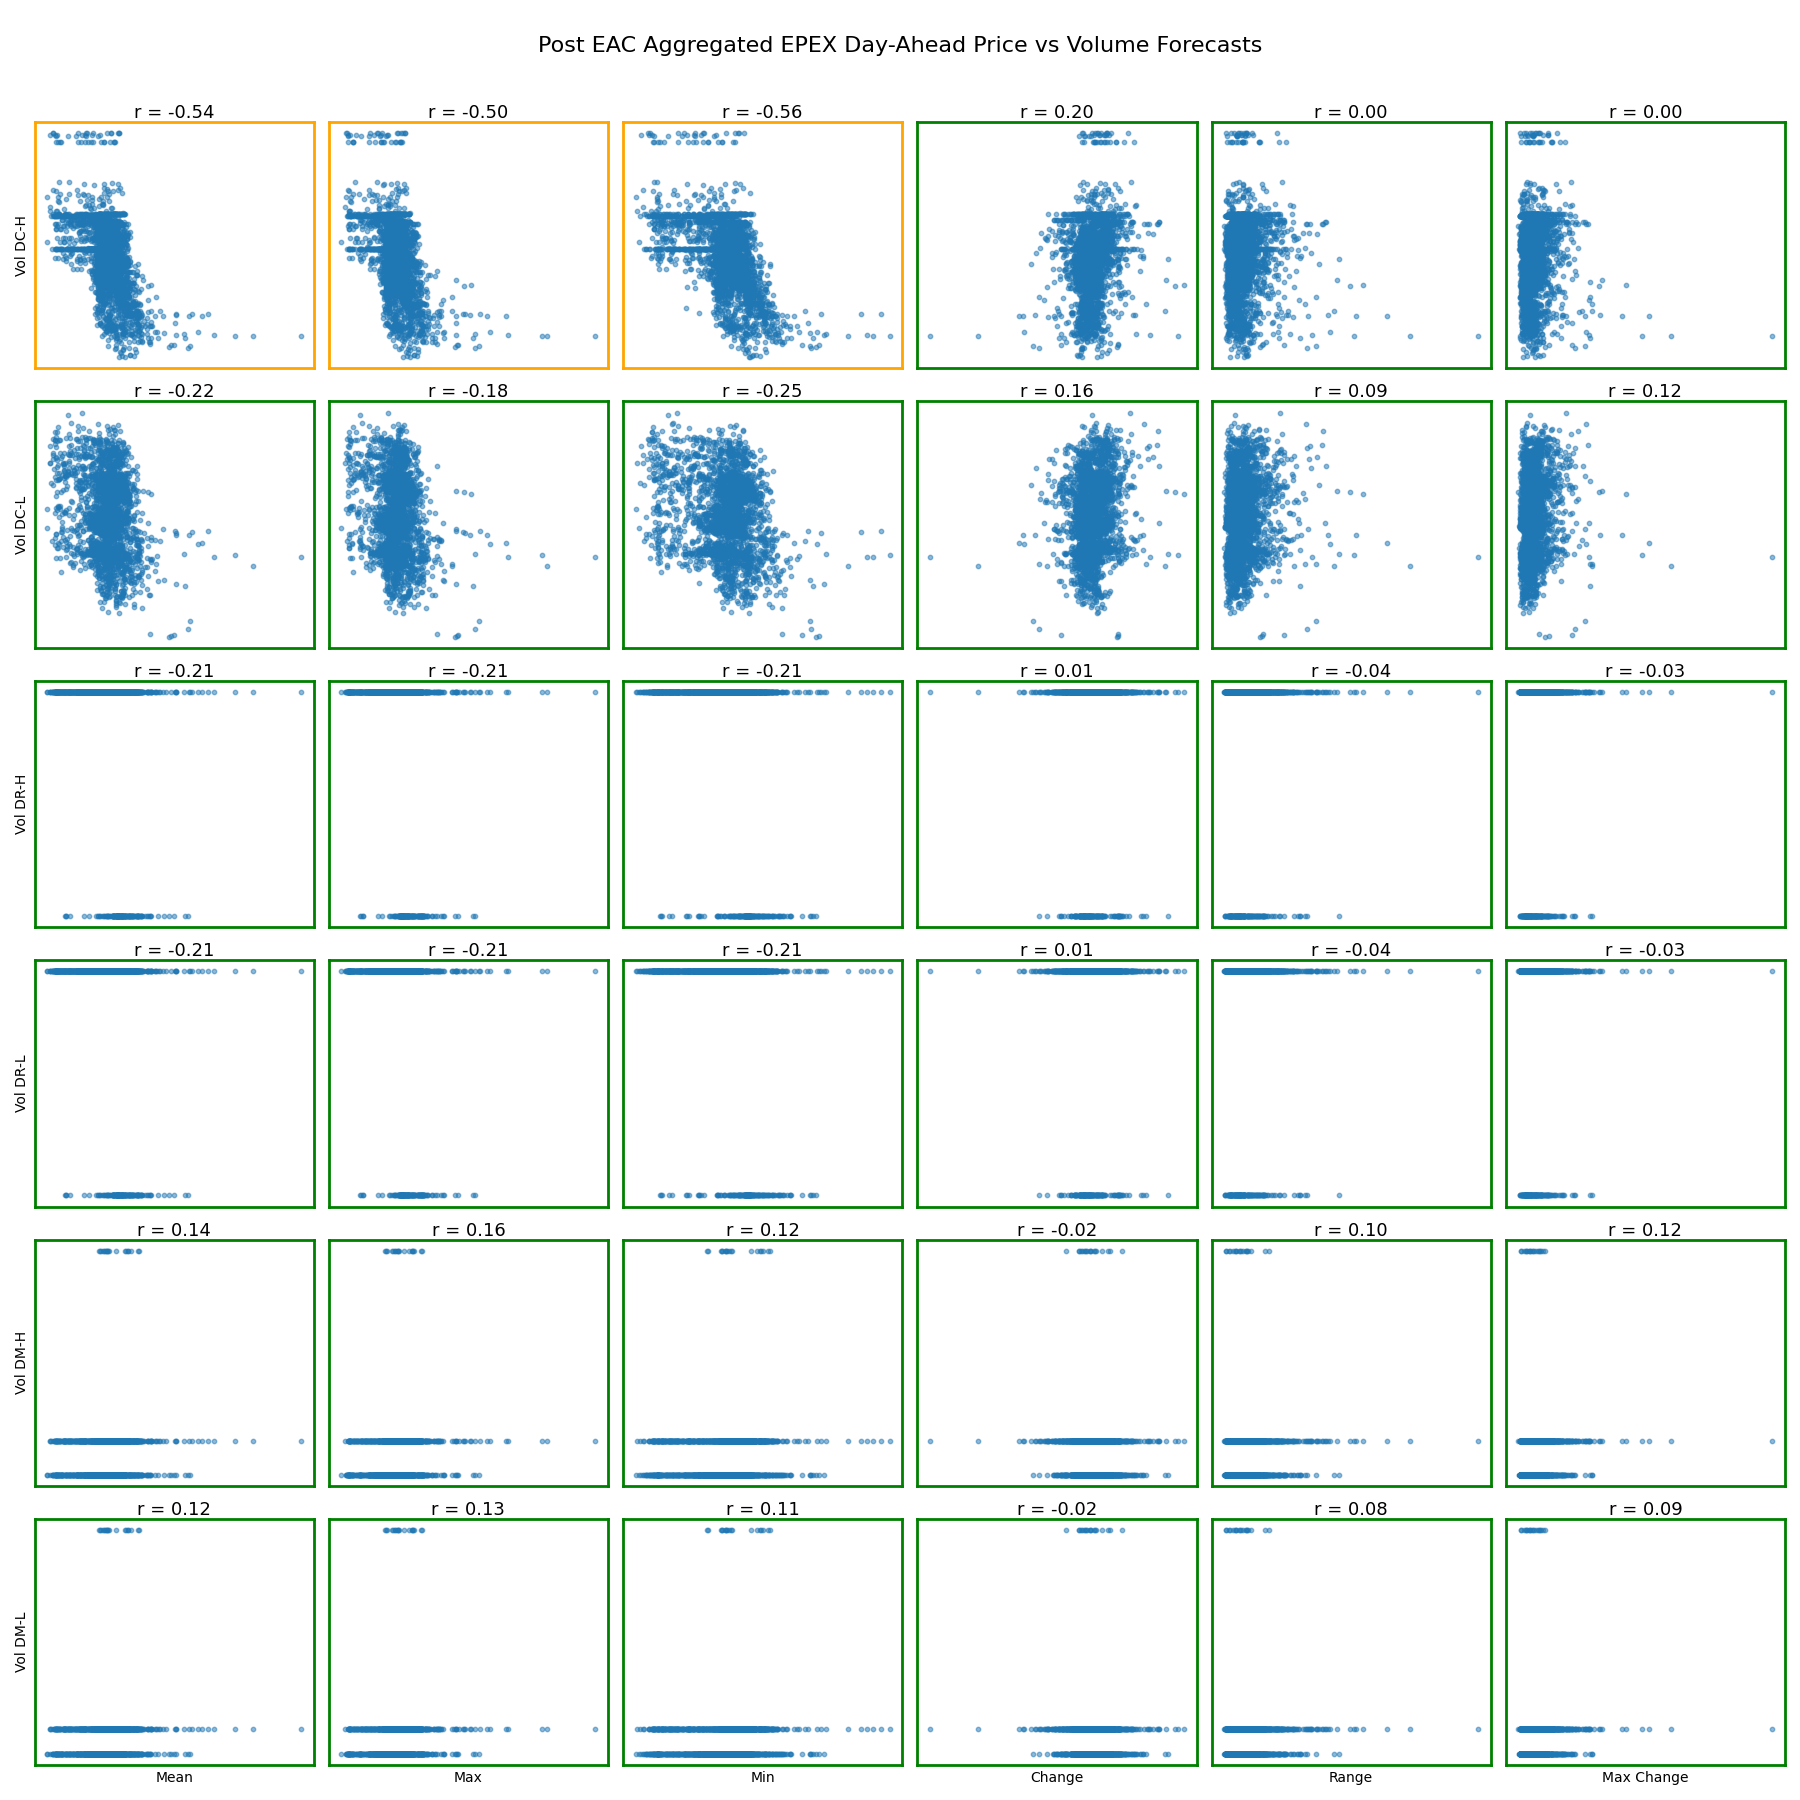 Post EAC Aggregated EPEX Day-Ahead Price vs Volume Forecasts
r = -0.54
r = -0.50
r = -0.56
r = 0.20
r = 0.00
r = 0.00
Vol DC-H
r = -0.22
r = -0.18
r = -0.25
r = 0.16
r = 0.09
r = 0.12
Vol DC-L
r = -0.21
r = -0.21
r = -0.21
r = 0.01
r = -0.04
r = -0.03
Vol DR-H
r = -0.21
r = -0.21
r = -0.21
r = 0.01
r = -0.04
r = -0.03
Vol DR-L
r = 0.14
r = 0.16
r = 0.12
r = -0.02
r = 0.10
r = 0.12
Vol DM-H
r = 0.12
r = 0.13
r = 0.11
r = -0.02
r = 0.08
r = 0.09
Vol DM-L
Mean
Max
Min
Change
Range
Max Change